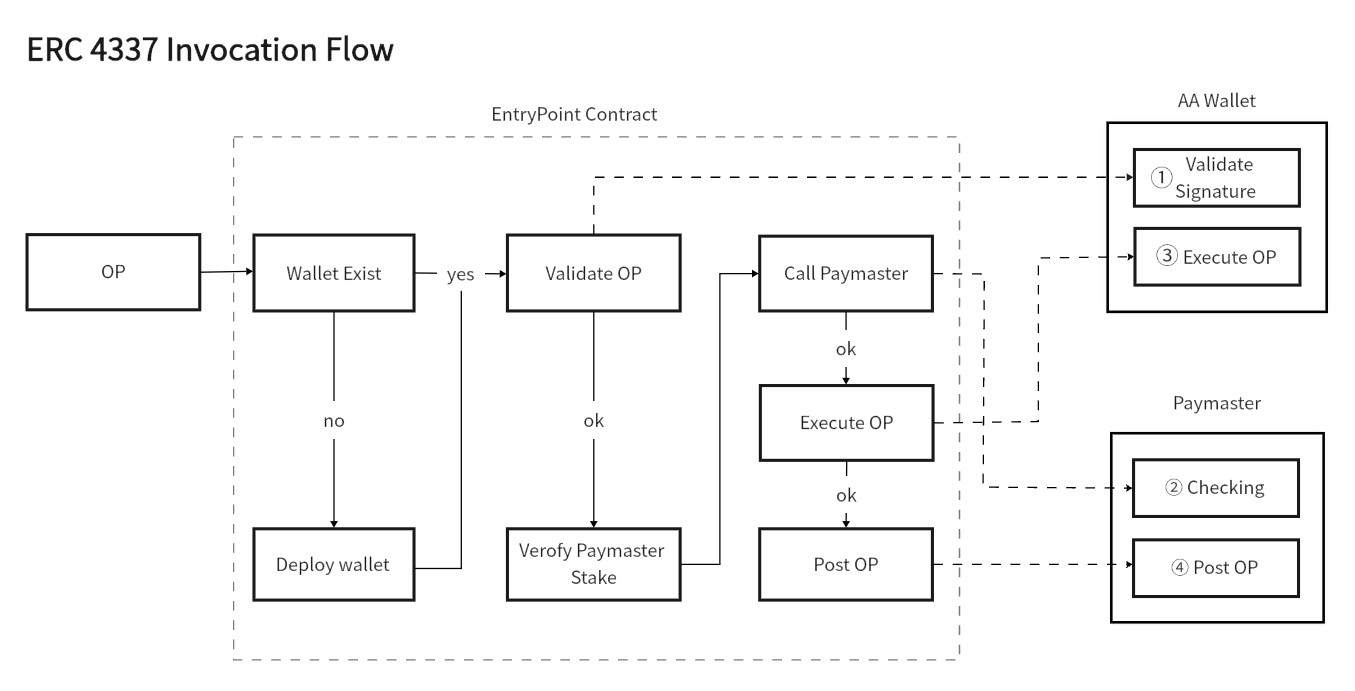 ERC 4337 Invocation Flow
EntryPoint Contract
AA Wallet
① Validate
Signature
OP
Wallet Exist
yes
Validate OP
Call Paymaster
③ Execute OP
ok
Paymaster
no
ok
Execute OP
② Checking
ok
Deploy wallet
Verofy Paymaster
Stake
Post OP
④ Post OP